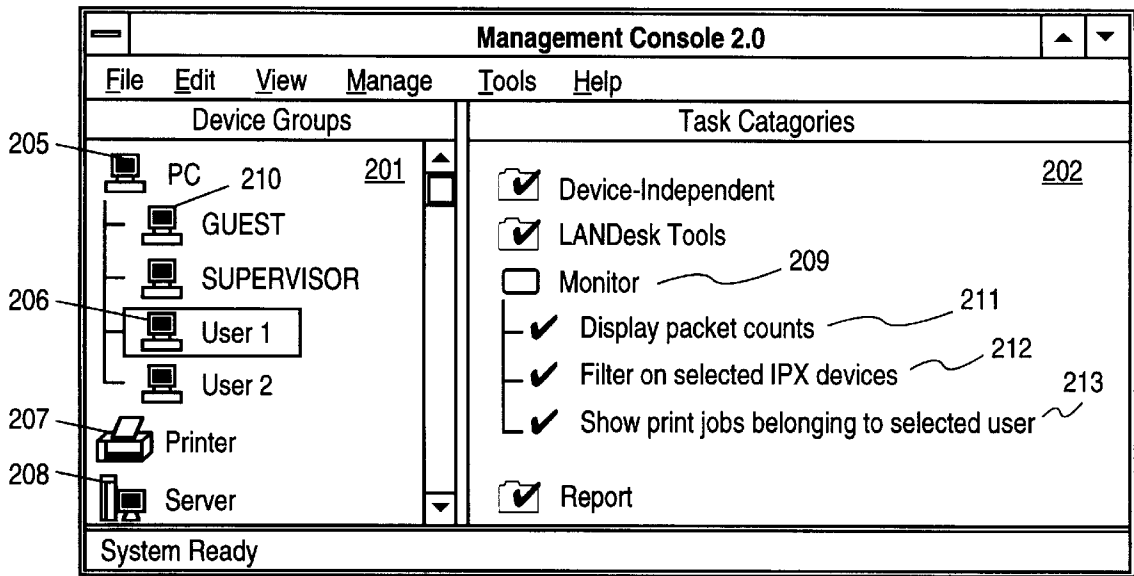 Management Console 2.0
File Edit View Manage Tools Help
Device Groups
Task Catagories
205
PC
210
201
GUEST
SUPERVISOR
206
User 1
User 2
207
Printer
208
Server
202
Device-Independent
LANDesk Tools
Monitor
209
Display packet counts
211
Filter on selected IPX devices
212
Show print jobs belonging to selected user
213
Report
System Ready